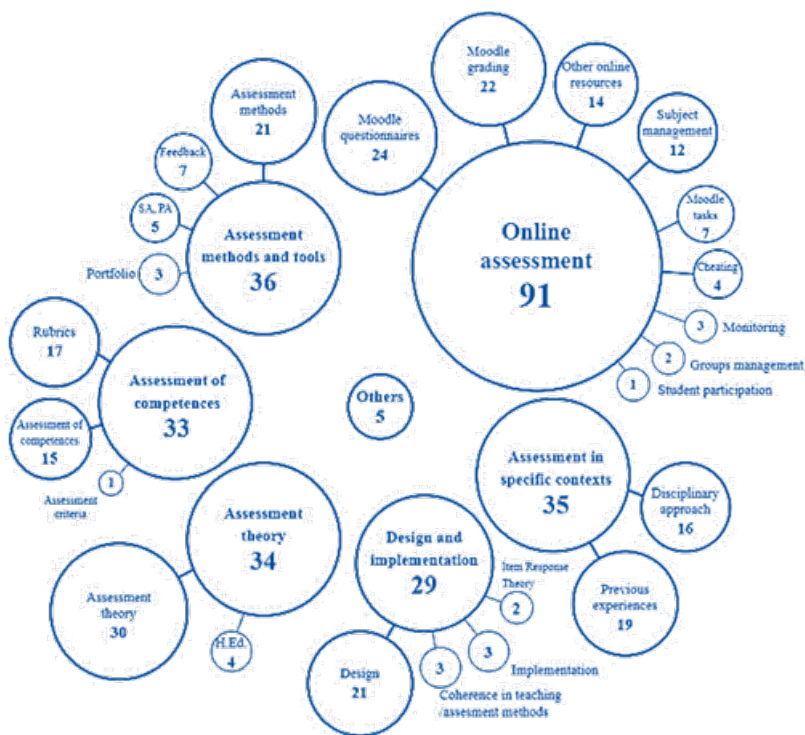 Moodle
grading
22
Other online
resources
14
Moodle
questionnaires
24
Subject
management
12
Moodle
tasks
7
Cheating
4
3
Monitoring
2
Groups management
1
Student participation
Online
assessment
91
Assessment
methods
21
Feedback
7
SA, PA
5
Portfolio
3
Assessment
methods and tools
36
Rubrics
17
Assessment of
competences
15
1
Assessment
criteria
Assessment of
competences
33
Others
5
Assessment in
specific contexts
35
Disciplinary
approach
16
Previous
experiences
19
Assessment
theory
34
Assessment
theory
30
H.Ed.
4
Design and
implementation
29
Item Response
Theory
2
3
Implementation
3
Coherence in teaching
/assesment methods
Design
21